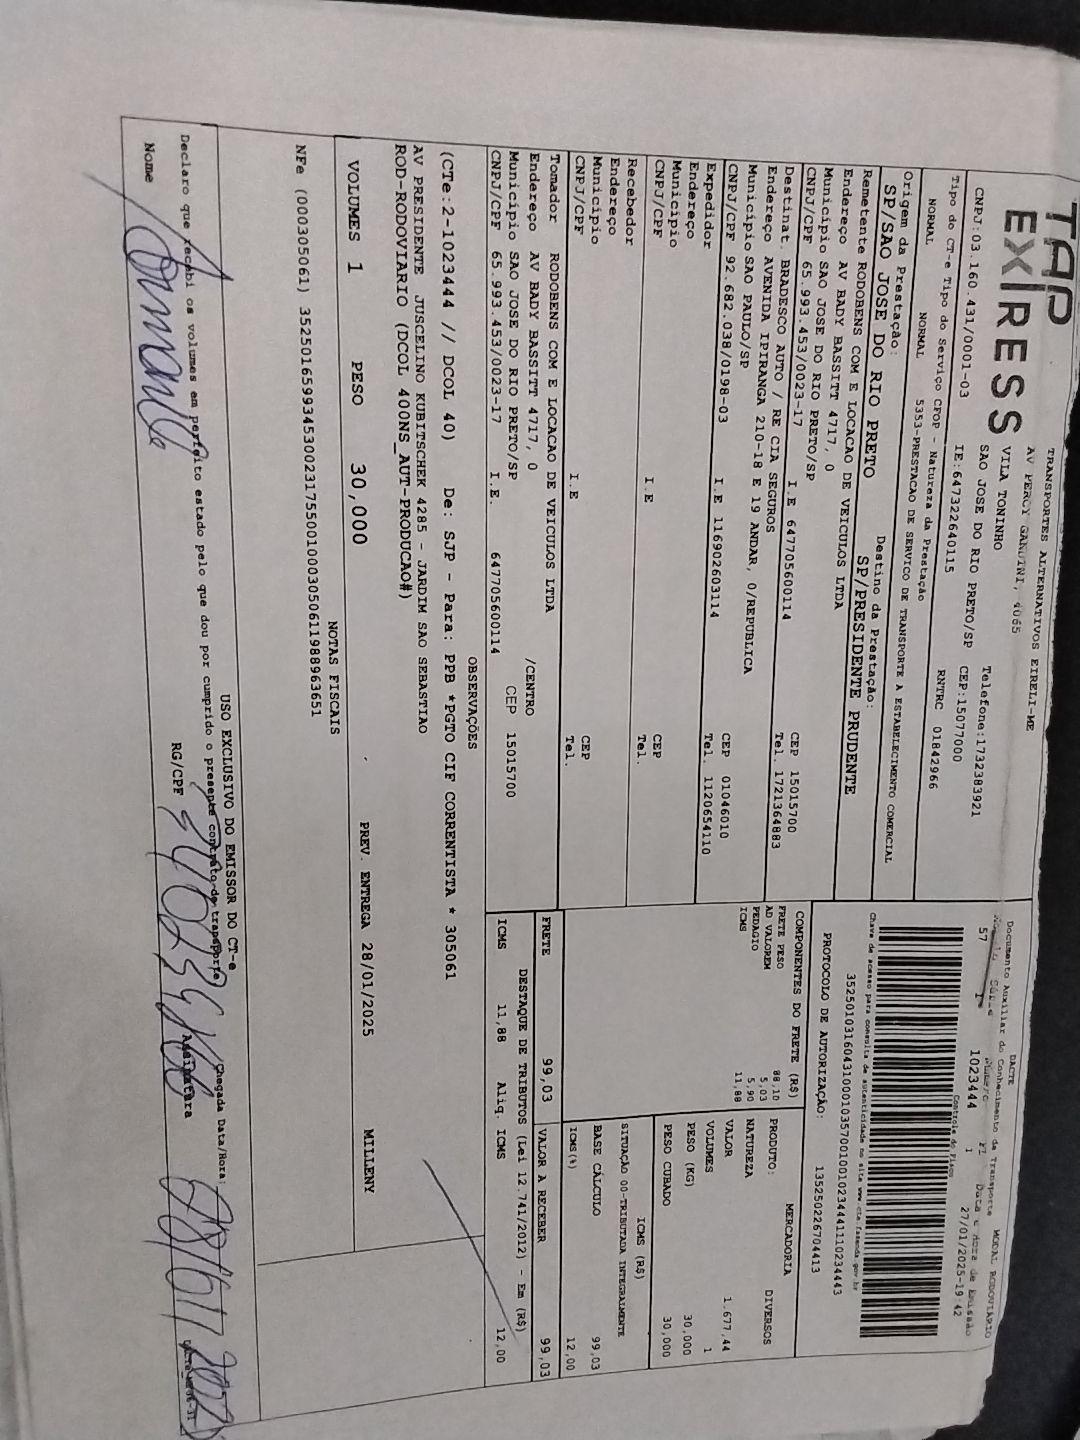 TAP
EXPRESS
TRANSPORTES ALTERNATIVOS EIRELI-ME
AV PERCY GANDINI, 4065
VILA TONINHO
SAO JOSE DO RIO PRETO/SP
Telefone:1732383921
CNPJ:03.160.431/0001-03
IE:647322640115
CEP:15077000
Tipo do CT-e Tipo do Serviço CFOP - Natureza da Prestação
RNTRC 01842966
NORMAL NORMAL 5353-PRESTACAO DE SERVICO DE TRANSPORTE A ESTABELECIMENTO COMERCIAL
Origem da Prestação: Destino da Prestação:
SP/SAO JOSE DO RIO PRETO SP/PRESIDENTE PRUDENTE
Remetente RODOBENS COM E LOCACAO DE VEICULOS LTDA
Endereço AV BADY BASSITT 4717, 0
Município SAO JOSE DO RIO PRETO/SP CEP 15015700
CNPJ/CPF 65.993.453/0023-17 I.E 647705600114 Tel. 1721364883
Destinat. BRADESCO AUTO / RE CIA SEGUROS
Endereço AVENIDA IPIRANGA 210-18 E 19 ANDAR, 0/REPUBLICA
Município SAO PAULO/SP CEP 01046010
CNPJ/CPF 92.682.038/0198-03 I.E 116902603114 Tel. 1120654110
Expedidor
Endereço
Município CEP
CNPJ/CPF I.E Tel.
Recebedor
Endereço
Município CEP
CNPJ/CPF I.E Tel.
Tomador RODOBENS COM E LOCACAO DE VEICULOS LTDA
Endereço AV BADY BASSITT 4717, 0 /CENTRO
Município SAO JOSE DO RIO PRETO/SP CEP 15015700
CNPJ/CPF 65.993.453/0023-17 I.E. 647705600114
DACTE MODAL RODOVIÁRIO
Documento Auxiliar do Conhecimento de Transporte
Data e Hora de Emissão
57 1023444 1 27/01/2025-19:42
Controle do Fisco
Chave de acesso para consulta de autenticidade no site www.cte.fazenda.gov.br
35250103160431000103570010010234441110234443
PROTOCOLO DE AUTORIZAÇÃO: 135250226704413
COMPONENTES DO FRETE (R$)
FRETE PESO 88,10
AD VALOREM 5,03
PEDAGIO 5,90
ICMS 11,88
MERCADORIA
PRODUTO: DIVERSOS
NATUREZA
VALOR 1.677,44
VOLUMES 1
PESO (KG) 30,000
PESO CUBADO 30,000
ICMS (R$)
SITUAÇÃO 00-TRIBUTADA INTEGRALMENTE
BASE CÁLCULO 99,03
ICMS(%) 12,00
FRETE 99,03 VALOR A RECEBER 99,03
DESTAQUE DE TRIBUTOS (Lei 12.741/2012) - Em (R$)
ICMS 11,88 Aliq. ICMS 12,00
OBSERVAÇÕES
(CTe:2-1023444 // DCOL 40) De: SJP - Para: PPB *PGTO CIF CORRENTISTA * 305061
AV PRESIDENTE JUSCELINO KUBITSCHEK 4285 - JARDIM SAO SEBASTIAO
ROD-RODOVIARIO (DCOL 400NS_AUT-PRODUCAO#)
VOLUMES 1 PESO 30,000 PREV. ENTREGA 28/01/2025 MILLENY
NOTAS FISCAIS
NFe (000305061) 35250165993453002317550010003050611988963651
USO EXCLUSIVO DO EMISSOR DO CT-e
Declaro que recebi os volumes em perfeito estado pelo que dou por cumprido o presente contrato de transporte
Chegada Data/Hora:
Nome RG/CPF Assinatura